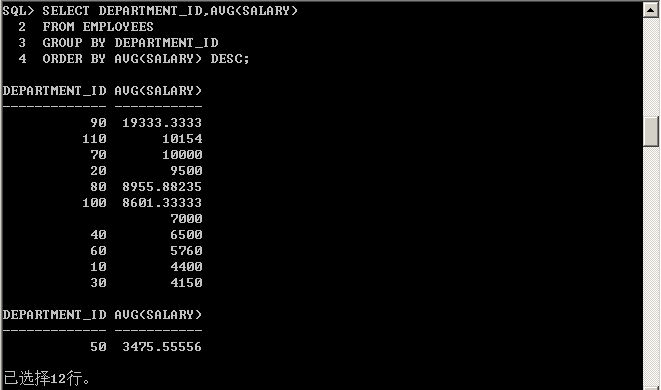 SQL> SELECT DEPARTMENT_ID,AVG(SALARY)
2 FROM EMPLOYEES
3 GROUP BY DEPARTMENT_ID
4 ORDER BY AVG(SALARY) DESC;
DEPARTMENT_ID AVG(SALARY)
------------- -----------
90 19333.3333
110 10154
70 10000
20 9500
80 8955.88235
100 8601.33333
7000
40 6500
60 5760
10 4400
30 4150
DEPARTMENT_ID AVG(SALARY)
------------- -----------
50 3475.55556
已选择12行。